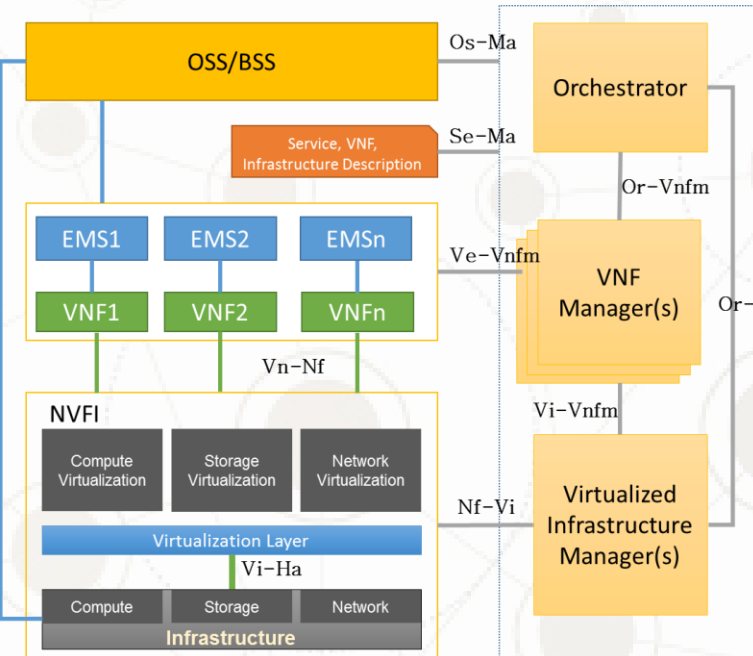 OSS/BSS
Os-Ma
Orchestrator
Service, VNF,
Infrastructure Description
Se-Ma
Or-Vnfm
EMS1
EMS2
EMSn
Ve-Vnfm
VNF
Manager(s)
VNF1
VNF2
VNFn
Or-
Vn-Nf
Vi-Vnfm
NVFI
Compute
Virtualization
Storage
Virtualization
Network
Virtualization
Nf-Vi
Virtualized
Infrastructure
Manager(s)
Virtualization Layer
Vi-Ha
Compute
Storage
Network
Infrastructure